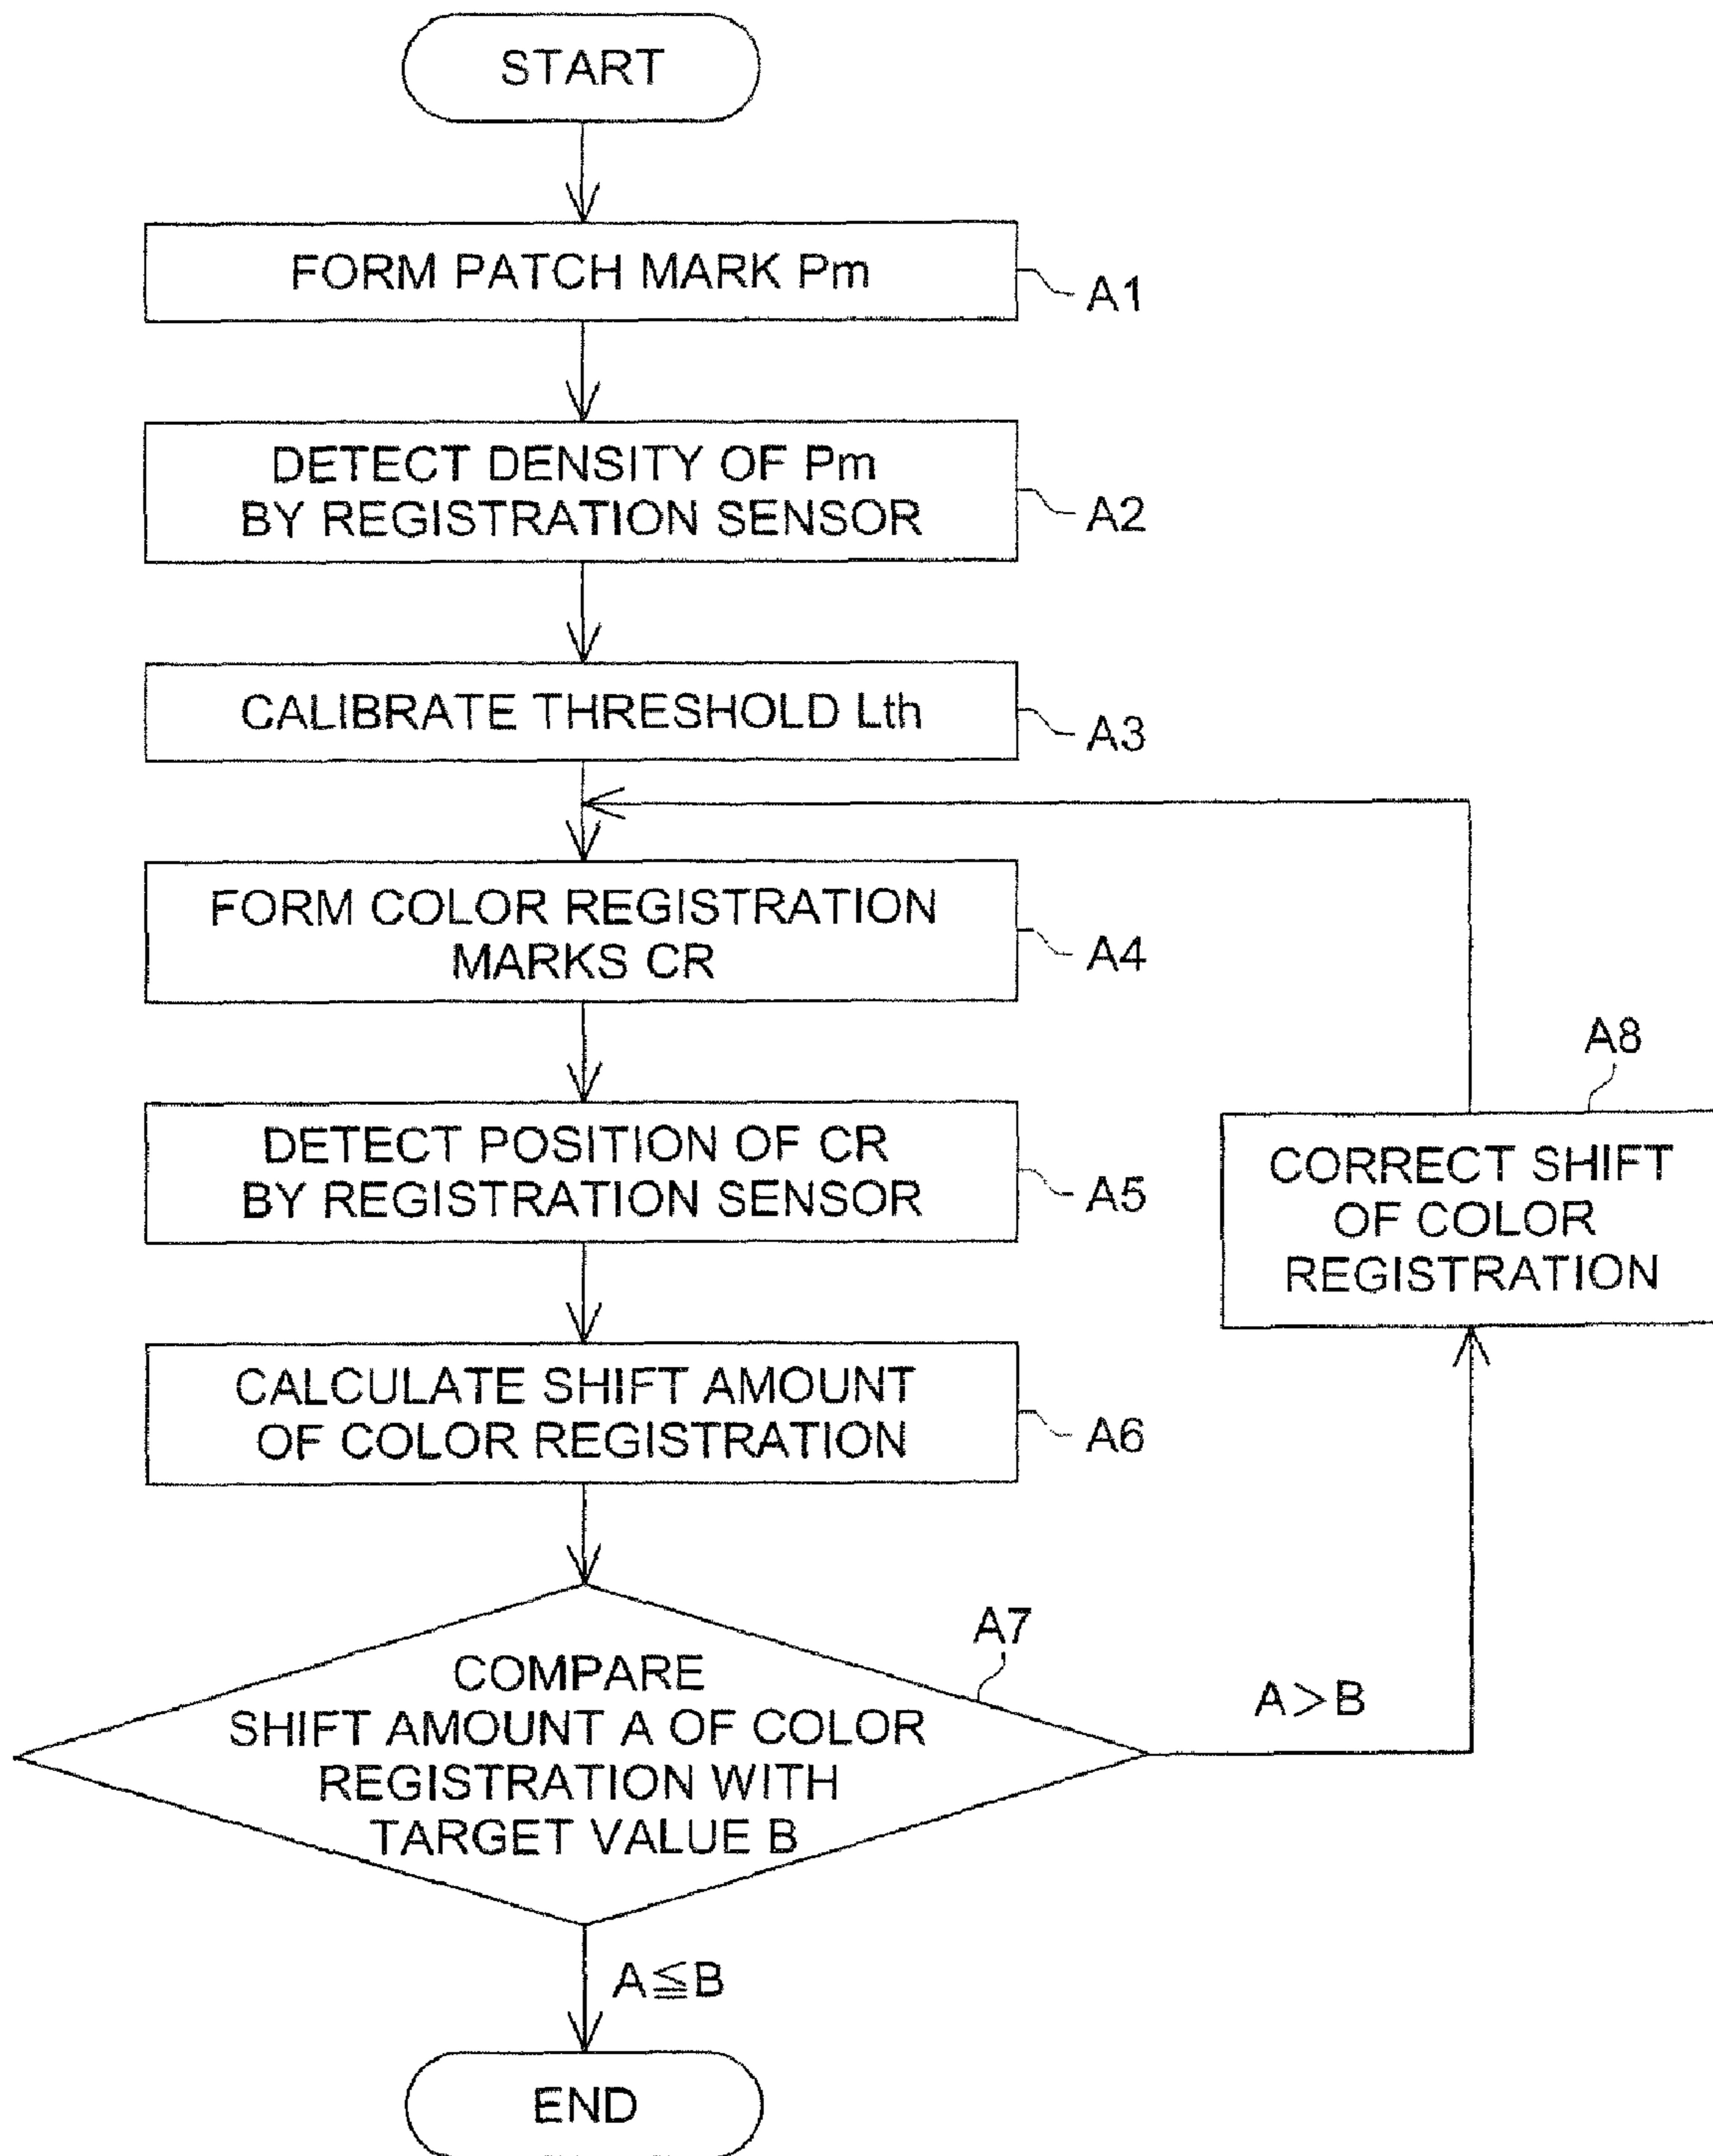 START
FORM PATCH MARK Pm
A1
DETECT DENSITY OF Pm
BY REGISTRATION SENSOR
A2
CALIBRATE THRESHOLD Lth
A3
FORM COLOR REGISTRATION
MARKS CR
A4
DETECT POSITION OF CR
BY REGISTRATION SENSOR
A5
A8
CORRECT SHIFT
OF COLOR
REGISTRATION
CALCULATE SHIFT AMOUNT
OF COLOR REGISTRATION
A6
A7
COMPARE
SHIFT AMOUNT A OF COLOR
REGISTRATION WITH
TARGET VALUE B
A>B
A≦B
END